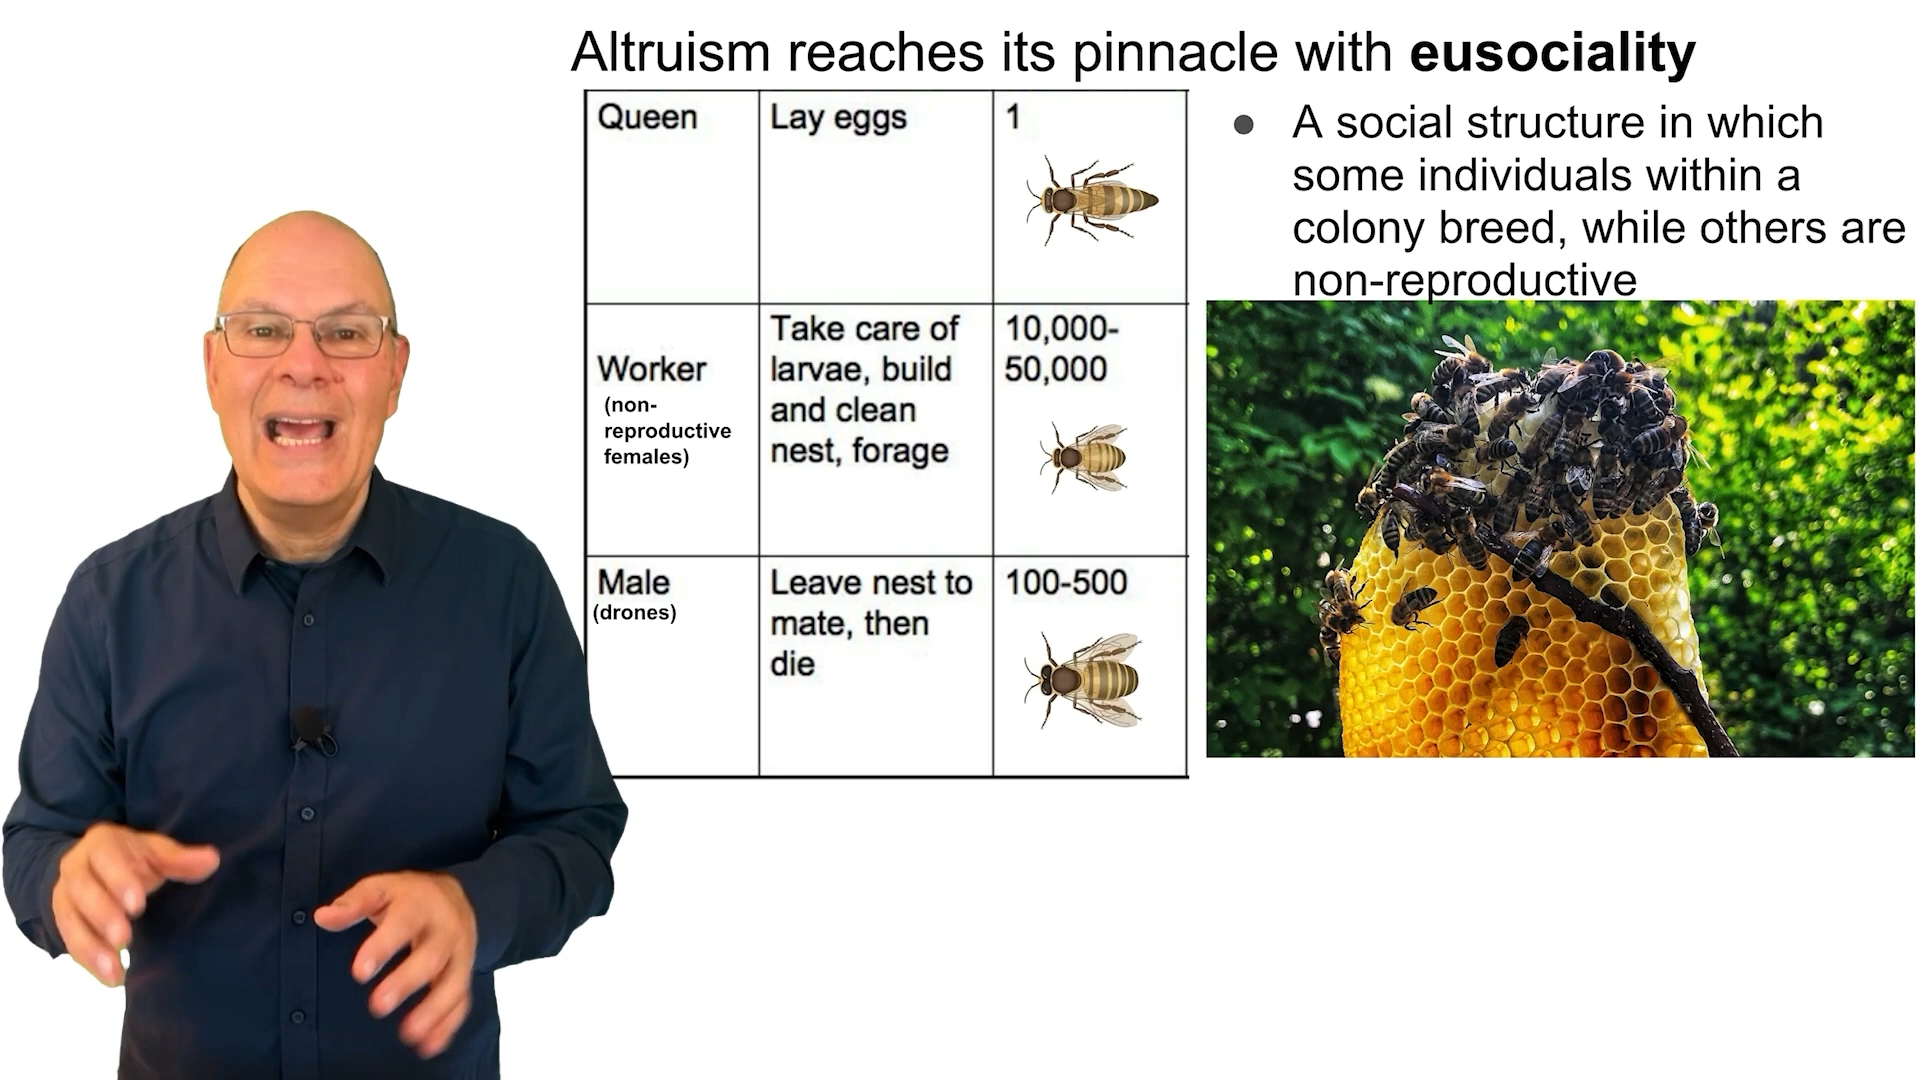 Altruism reaches its pinnacle with eusociality
Queen
Lay eggs
1
Worker
(non-
reproductive
females)
Take care of
larvae, build
and clean
nest, forage
10,000-
50,000
Male
(drones)
Leave nest to
mate, then
die
100-500
● A social structure in which
some individuals within a
colony breed, while others are
non-reproductive